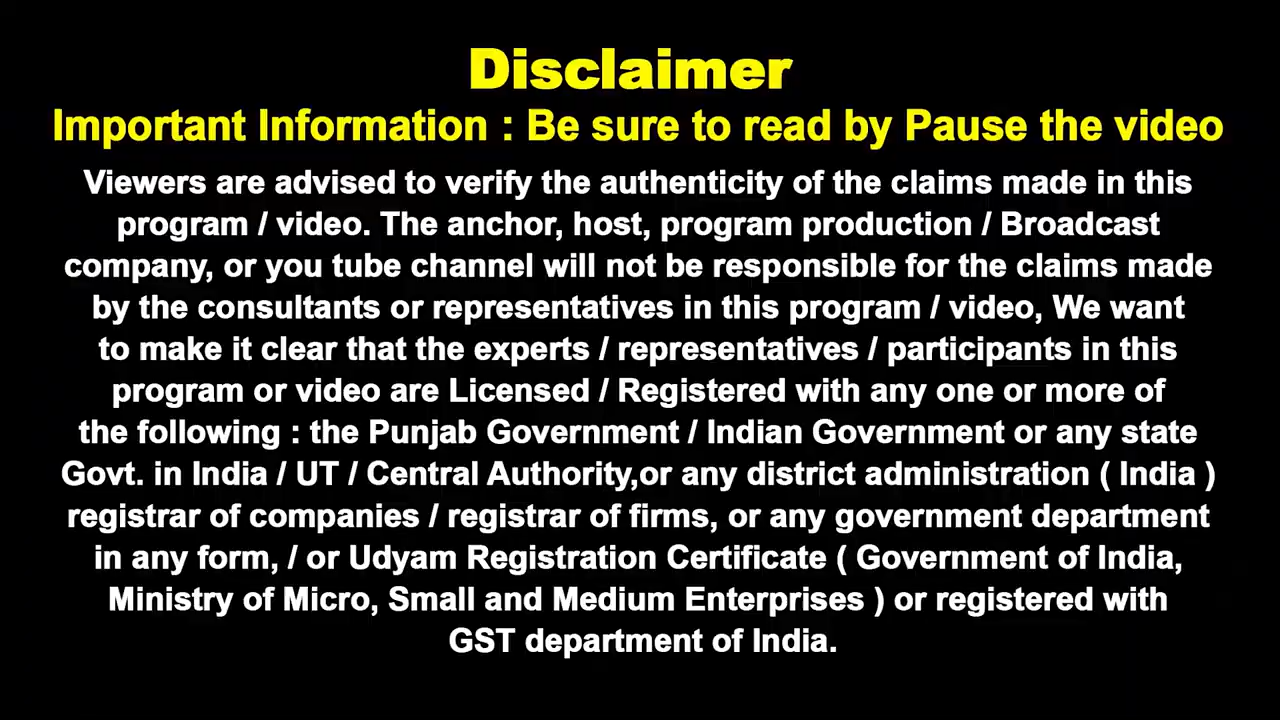 Disclaimer
Important Information : Be sure to read by Pause the video
Viewers are advised to verify the authenticity of the claims made in this
program / video. The anchor, host, program production / Broadcast
company, or you tube channel will not be responsible for the claims made
by the consultants or representatives in this program / video, We want
to make it clear that the experts / representatives / participants in this
program or video are Licensed / Registered with any one or more of
the following : the Punjab Government / Indian Government or any state
Govt. in India / UT / Central Authority,or any district administration ( India )
registrar of companies / registrar of firms, or any government department
in any form, / or Udyam Registration Certificate ( Government of India,
Ministry of Micro, Small and Medium Enterprises ) or registered with
GST department of India.